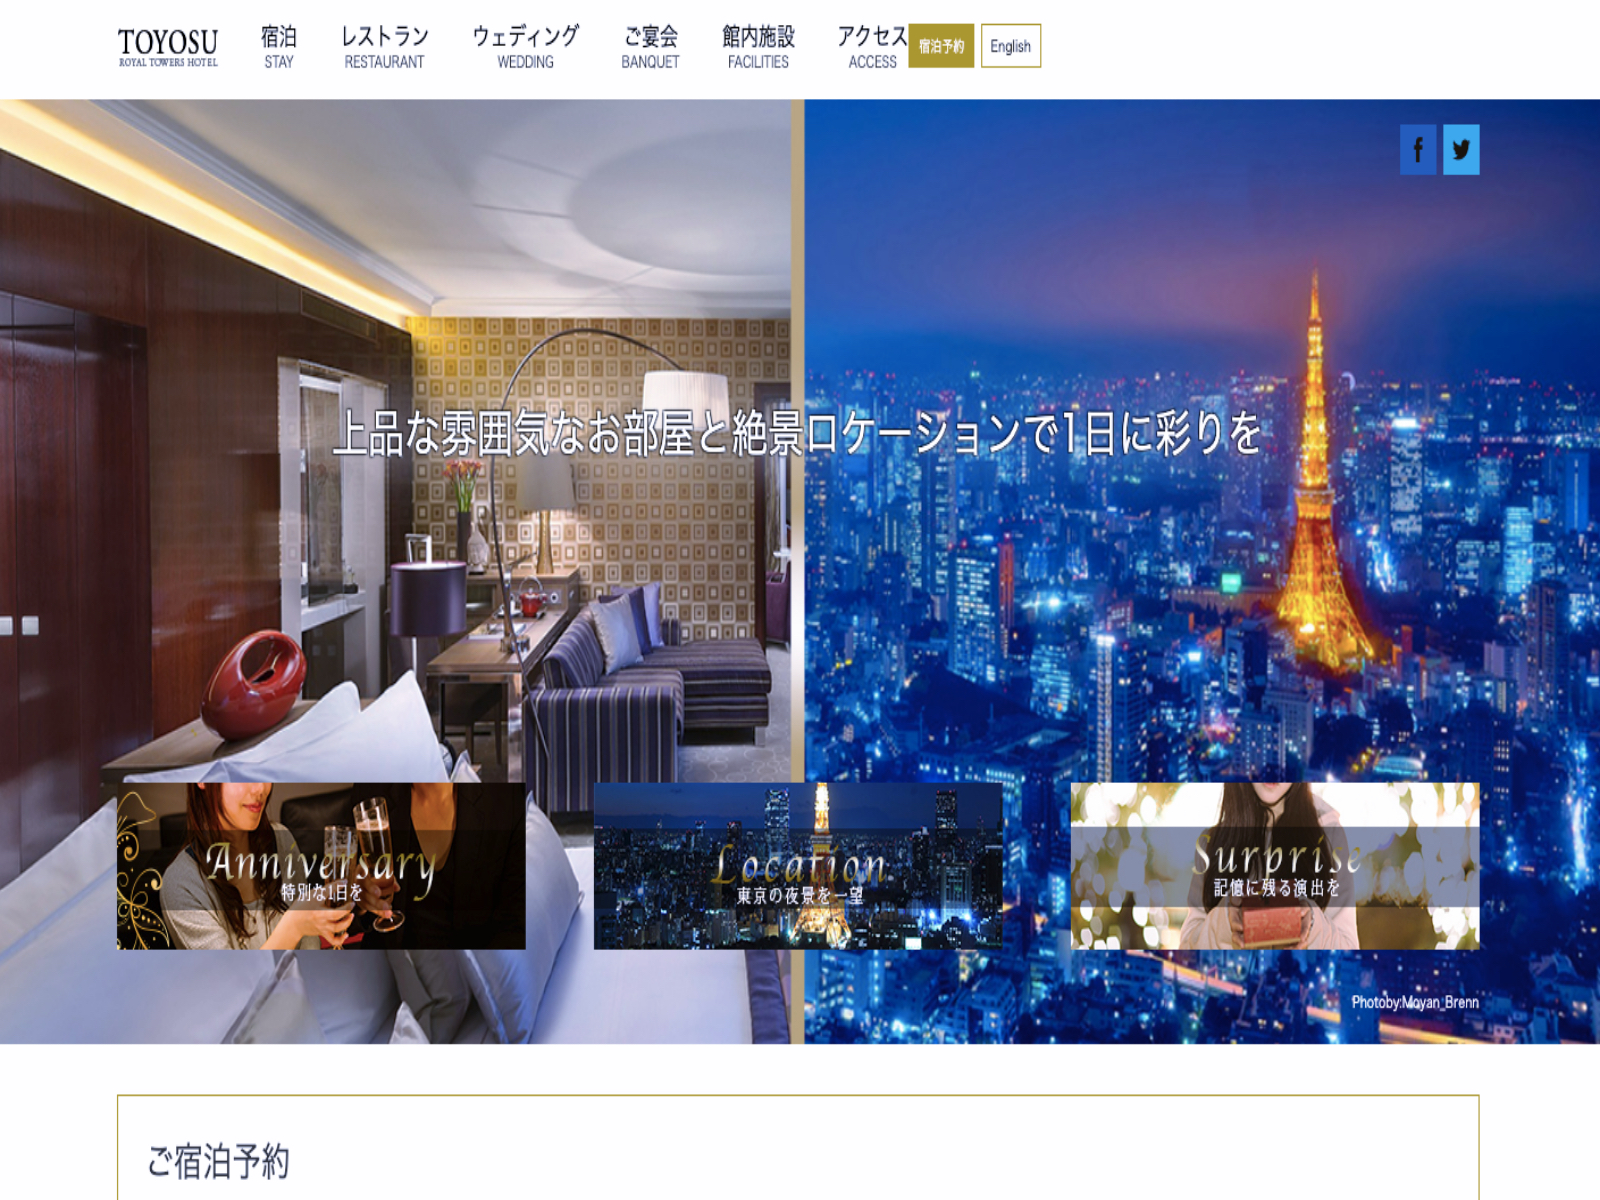 TOYOSU
ROYAL TOWERS HOTEL
宿泊
STAY
レストラン
RESTAURANT
ウェディング
WEDDING
ご宴会
BANQUET
館内施設
FACILITIES
アクセス
ACCESS
宿泊予約
English
上品な雰囲気なお部屋と絶景ロケーションで1日に彩りを
Anniversary
特別な1日を
Location
東京の夜景を一望
Surprise
記憶に残る演出を
Photoby:Moyan_Brenn
ご宿泊予約